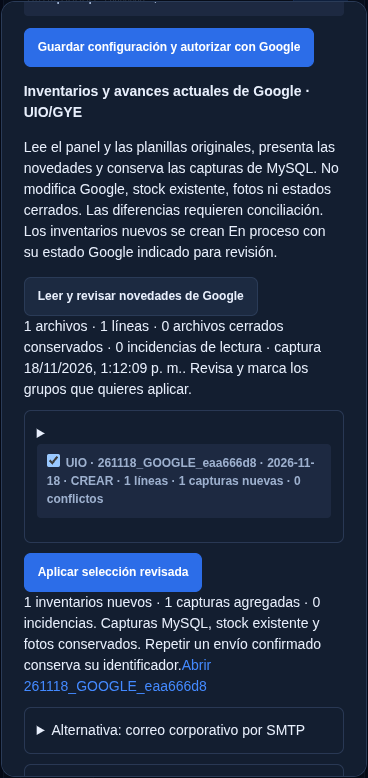 Guardar configuración y autorizar con Google
Inventarios y avances actuales de Google ·
UIO/GYE
Lee el panel y las planillas originales, presenta las
novedades y conserva las capturas de MySQL. No
modifica Google, stock existente, fotos ni estados
cerrados. Las diferencias requieren conciliación.
Los inventarios nuevos se crean En proceso con
su estado Google indicado para revisión.
Leer y revisar novedades de Google
1 archivos · 1 líneas · 0 archivos cerrados
conservados · 0 incidencias de lectura · captura
18/11/2026, 1:12:09 p. m.. Revisa y marca los
grupos que quieres aplicar.
UIO · 261118_GOOGLE_eaa666d8 · 2026-11-
18 · CREAR · 1 líneas · 1 capturas nuevas · 0
conflictos
Aplicar selección revisada
1 inventarios nuevos · 1 capturas agregadas · 0
incidencias. Capturas MySQL, stock existente y
fotos conservados. Repetir un envío confirmado
conserva su identificador.Abrir
261118_GOOGLE_eaa666d8
Alternativa: correo corporativo por SMTP